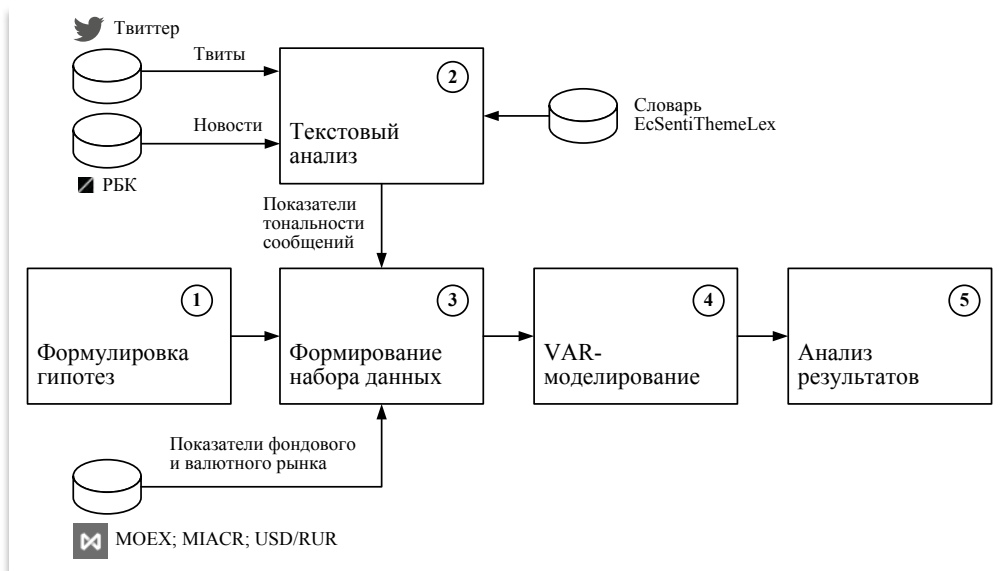 Твиттер
Твиты
2
Новости
Текстовый
анализ
Словарь
EcSentiThemeLex
РБК
Показатели
тональности
сообщений
1
Формулировка
гипотез
3
Формирование
набора данных
4
VAR-
моделирование
5
Анализ
результатов
Показатели фондового
и валютного рынка
MOEX; MIACR; USD/RUR